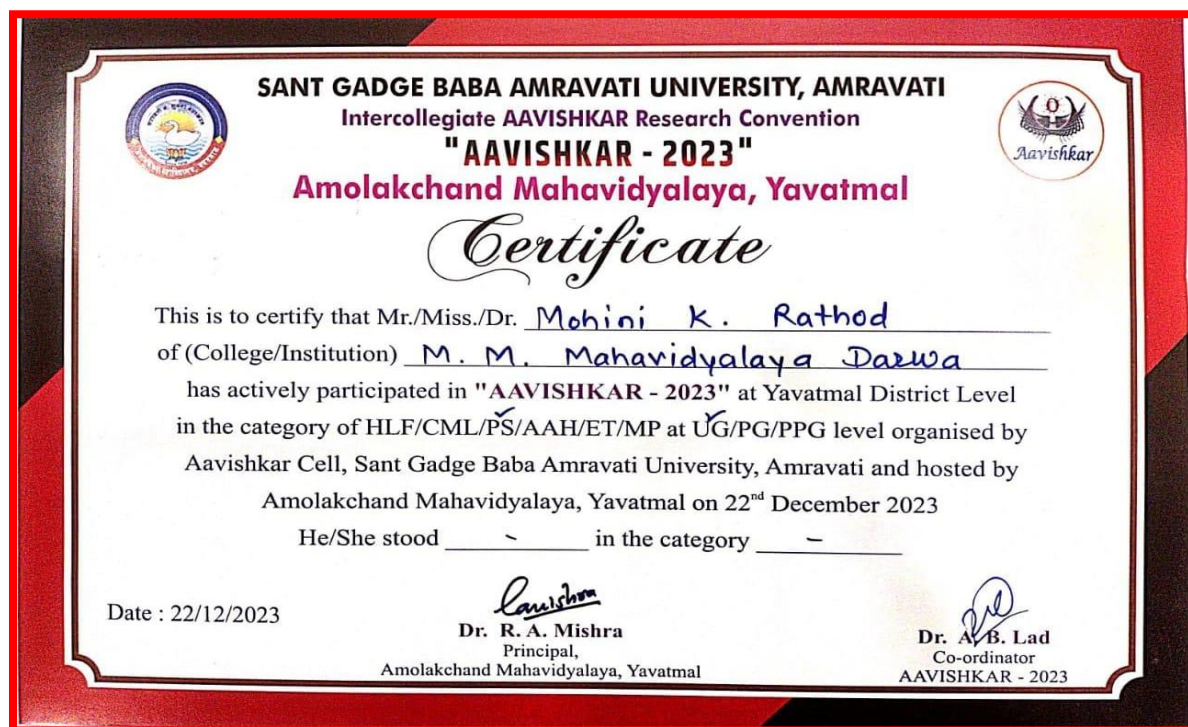 SANT GADGE BABA AMRAVATI UNIVERSITY, AMRAVATI
Intercollegiate AAVISHKAR Research Convention
"AAVISHKAR - 2023"
Amolakchand Mahavidyalaya, Yavatmal
Aavishkar
Certificate
This is to certify that Mr./Miss./Dr. Mohini K. Rathod
of (College/Institution) M. M. Mahavidyalaya Darwa
has actively participated in "AAVISHKAR - 2023" at Yavatmal District Level
in the category of HLF/CML/PS/AAH/ET/MP at UG/PG/PPG level organised by
Aavishkar Cell, Sant Gadge Baba Amravati University, Amravati and hosted by
Amolakchand Mahavidyalaya, Yavatmal on 22nd December 2023
He/She stood - in the category -
Date : 22/12/2023
Dr. R. A. Mishra
Principal,
Amolakchand Mahavidyalaya, Yavatmal
Dr. A. B. Lad
Co-ordinator
AAVISHKAR - 2023